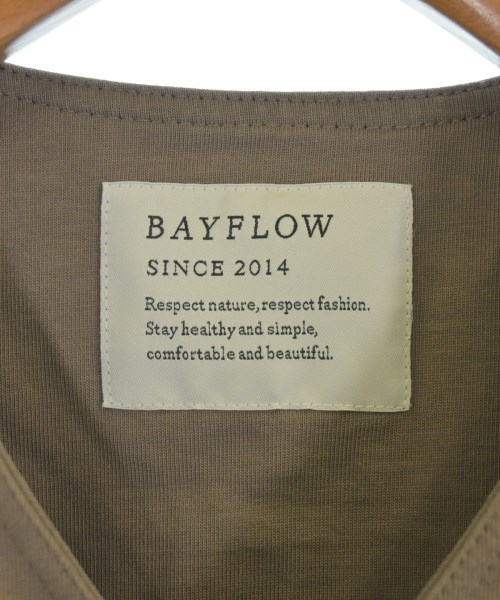 BAYFLOW
SINCE 2014
Respect nature, respect fashion.
Stay healthy and simple,
comfortable and beautiful.